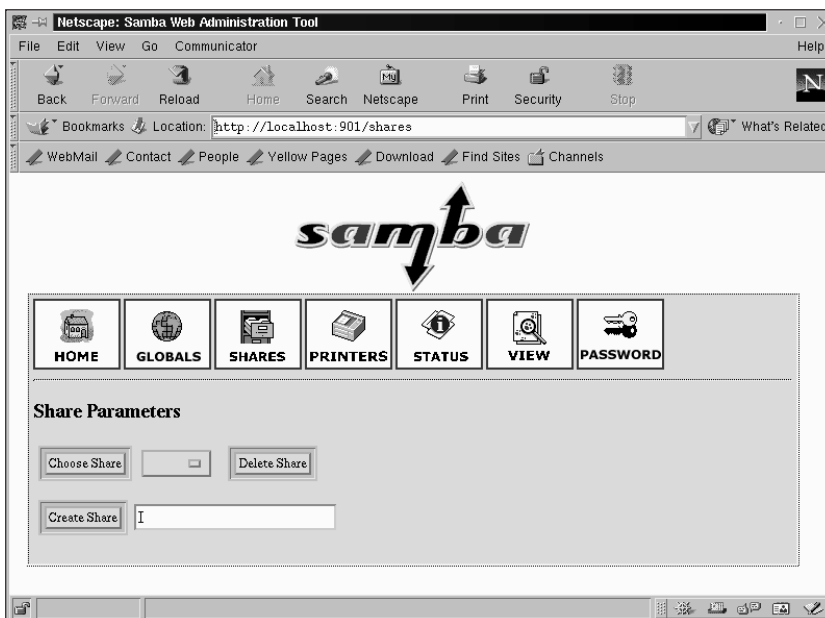 Netscape: Samba Web Administration Tool
File Edit View Go Communicator Help
Back Forward Reload Home Search My Netscape Print Security Stop N
Bookmarks Location: http://localhost:901/shares What's Related
WebMail Contact People Yellow Pages Download Find Sites Channels
samba
HOME GLOBALS SHARES PRINTERS STATUS VIEW PASSWORD
Share Parameters
Choose Share Delete Share
Create Share